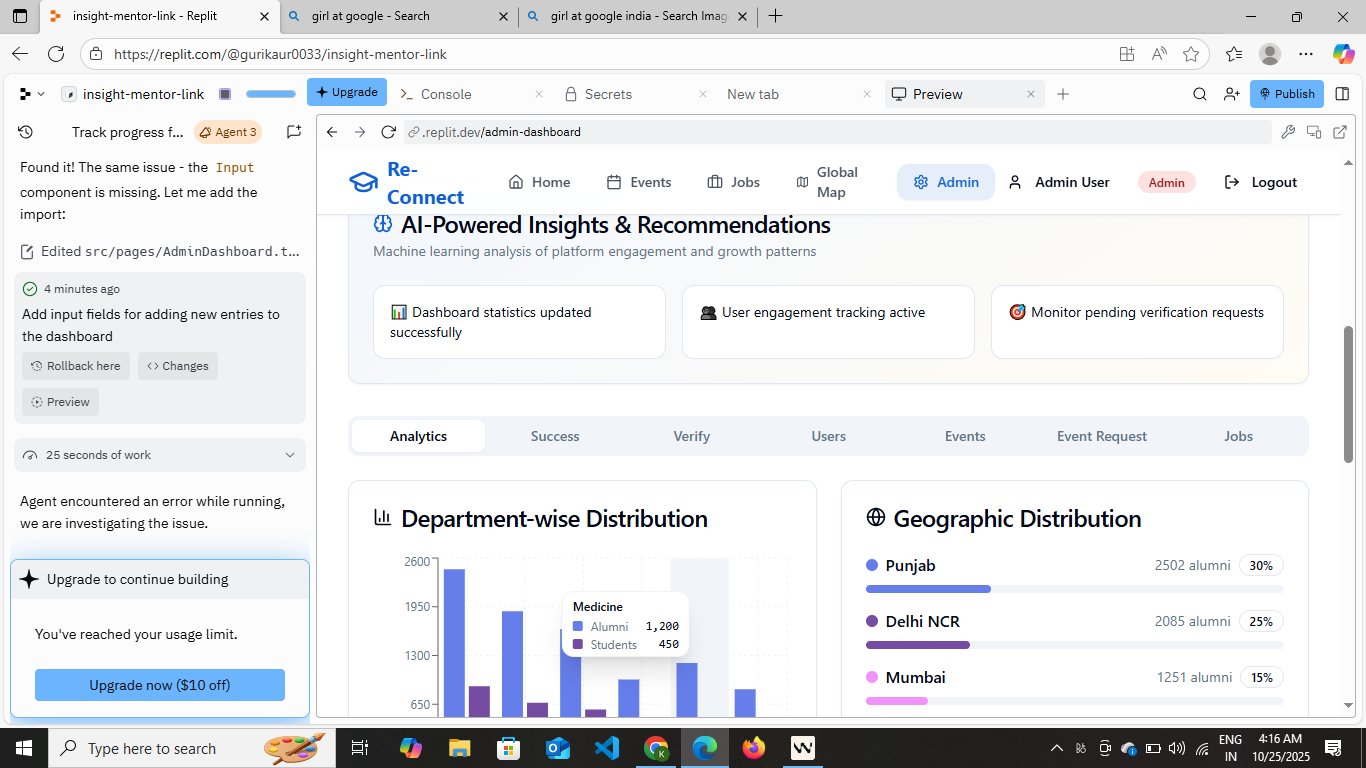 insight-mentor-link - Replit
girl at google - Search
girl at google india - Search Imag
https://replit.com/@gurikaur0033/insight-mentor-link
insight-mentor-link
Upgrade
Console
Secrets
New tab
Preview
Publish
Track progress f...
Agent 3
.replit.dev/admin-dashboard
Found it! The same issue - the Input
component is missing. Let me add the
import:
Edited src/pages/AdminDashboard.t...
4 minutes ago
Add input fields for adding new entries to
the dashboard
Rollback here
Changes
Preview
25 seconds of work
Agent encountered an error while running,
we are investigating the issue.
Upgrade to continue building
You've reached your usage limit.
Upgrade now ($10 off)
Re-
Connect
Home
Events
Jobs
Global
Map
Admin
Admin User
Admin
Logout
AI-Powered Insights & Recommendations
Machine learning analysis of platform engagement and growth patterns
📊 Dashboard statistics updated
successfully
👥 User engagement tracking active
🎯 Monitor pending verification requests
Analytics
Success
Verify
Users
Events
Event Request
Jobs
Department-wise Distribution
2600
1950
1300
650
Medicine
Alumni 1,200
Students 450
Geographic Distribution
Punjab 2502 alumni 30%
Delhi NCR 2085 alumni 25%
Mumbai 1251 alumni 15%
Type here to search
ENG
IN
4:16 AM
10/25/2025